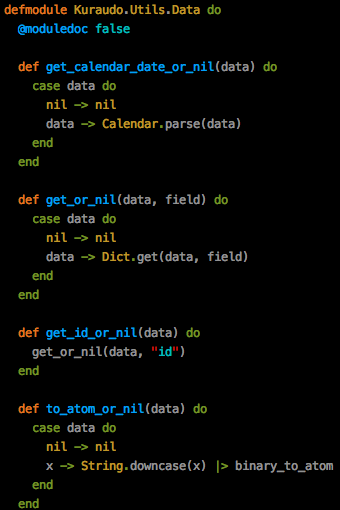 defmodule Kuraudo.Utils.Data do
  @moduledoc false

  def get_calendar_date_or_nil(data) do
    case data do
      nil -> nil
      data -> Calendar.parse(data)
    end
  end

  def get_or_nil(data, field) do
    case data do
      nil -> nil
      data -> Dict.get(data, field)
    end
  end

  def get_id_or_nil(data) do
    get_or_nil(data, "id")
  end

  def to_atom_or_nil(data) do
    case data do
      nil -> nil
      x -> String.downcase(x) |> binary_to_atom
    end
  end